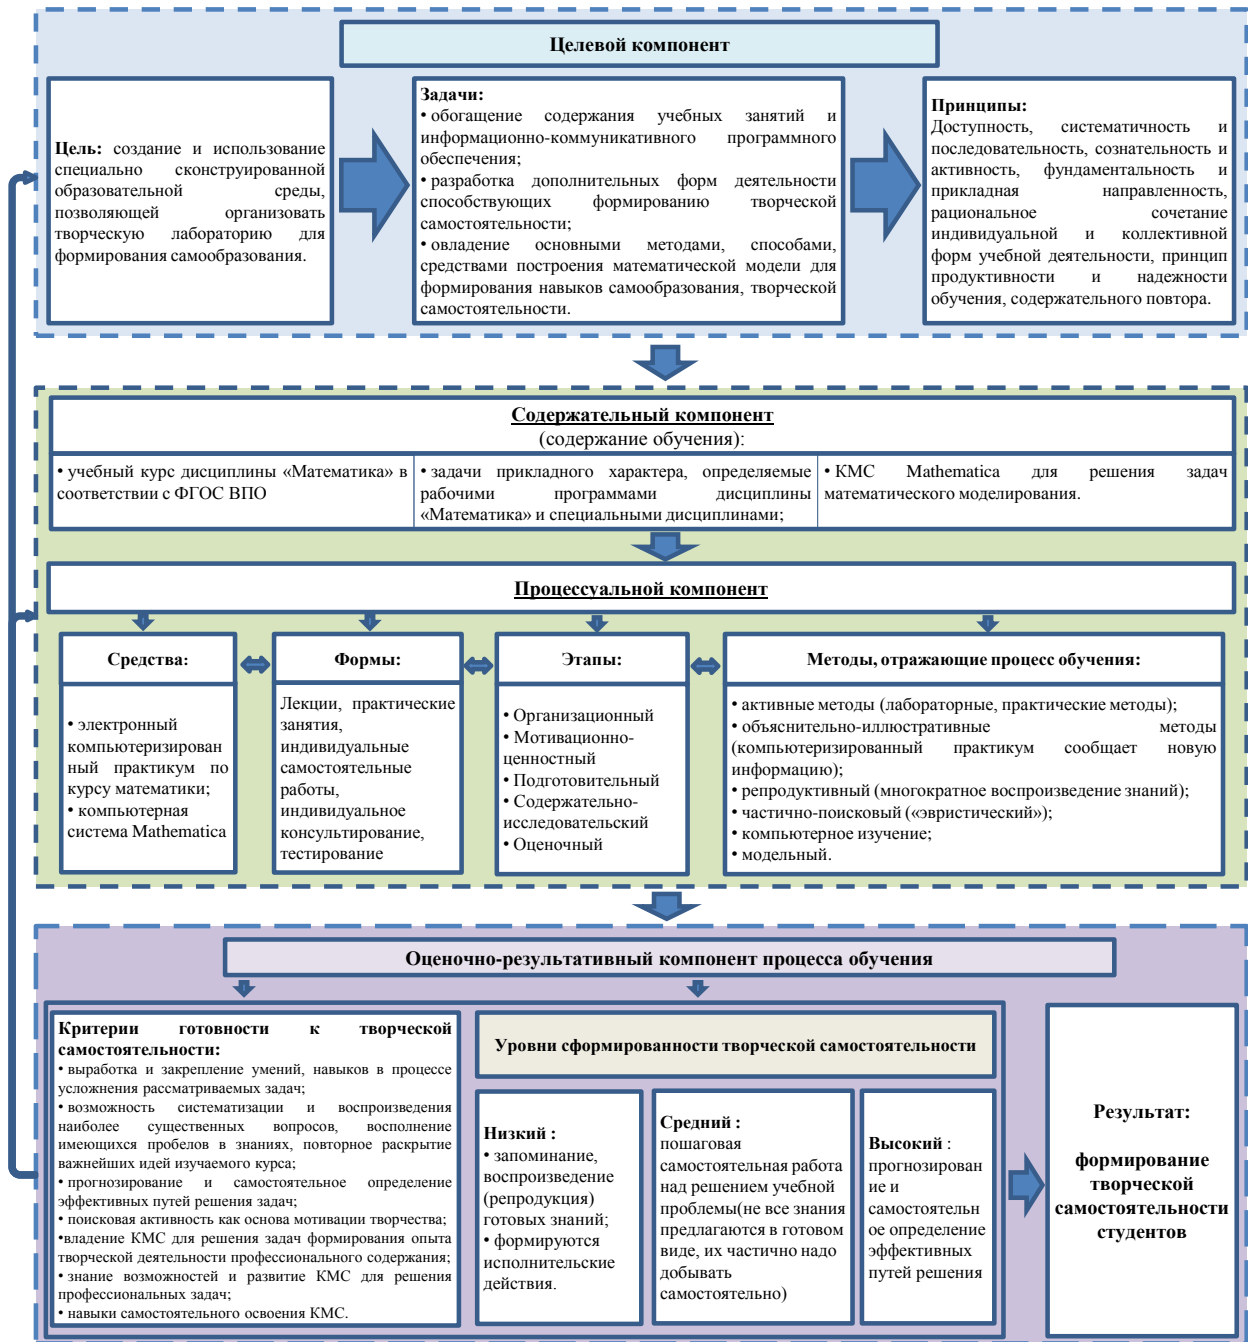 Целевой компонент
Цель: создание и использование
специально сконструированной
образовательной среды,
позволяющей организовать
творческую лабораторию для
формирования самообразования.
Задачи:
• обогащение содержания учебных занятий и
информационно-коммуникативного программного
обеспечения;
• разработка дополнительных форм деятельности
способствующих формированию творческой
самостоятельности;
• овладение основными методами, способами,
средствами построения математической модели для
формирования навыков самообразования, творческой
самостоятельности.
Принципы:
Доступность, систематичность и
последовательность, сознательность и
активность, фундаментальность и
прикладная направленность,
рациональное сочетание
индивидуальной и коллективной
форм учебной деятельности, принцип
продуктивности и надежности
обучения, содержательного повтора.
Содержательный компонент
(содержание обучения):
• учебный курс дисциплины «Математика» в
соответствии с ФГОС ВПО
• задачи прикладного характера, определяемые
рабочими программами дисциплины
«Математика» и специальными дисциплинами;
• КМС Mathematica для решения задач
математического моделирования.
Процессуальной компонент
Средства:
• электронный
компьютеризирован
ный практикум по
курсу математики;
• компьютерная
система Mathematica
Формы:
Лекции, практические
занятия,
индивидуальные
самостоятельные
работы,
индивидуальное
консультирование,
тестирование
Этапы:
• Организационный
• Мотивационно-
ценностный
• Подготовительный
• Содержательно-
исследовательский
• Оценочный
Методы, отражающие процесс обучения:
• активные методы (лабораторные, практические методы);
• объяснительно-иллюстративные методы
(компьютеризированный практикум сообщает новую
информацию);
• репродуктивный (многократное воспроизведение знаний);
• частично-поисковый («эвристический»);
• компьютерное изучение;
• модельный.
Оценочно-результативный компонент процесса обучения
Критерии готовности к творческой
самостоятельности:
• выработка и закрепление умений, навыков в процессе
усложнения рассматриваемых задач;
• возможность систематизации и воспроизведения
наиболее существенных вопросов, восполнение
имеющихся пробелов в знаниях, повторное раскрытие
важнейших идей изучаемого курса;
• прогнозирование и самостоятельное определение
эффективных путей решения задач;
• поисковая активность как основа мотивации творчества;
•владение КМС для решения задач формирования опыта
творческой деятельности профессионального содержания;
• знание возможностей и развитие КМС для решения
профессиональных задач;
• навыки самостоятельного освоения КМС.
Уровни сформированности творческой самостоятельности
Низкий :
• запоминание,
воспроизведение
(репродукция)
готовых знаний;
• формируются
исполнительские
действия.
Средний :
пошаговая
самостоятельная работа
над решением учебной
проблемы(не все знания
предлагаются в готовом
виде, их частично надо
добывать
самостоятельно)
Высокий :
прогнозирован
ие и
самостоятельн
ое определение
эффективных
путей решения
Результат:
формирование
творческой
самостоятельности
студентов